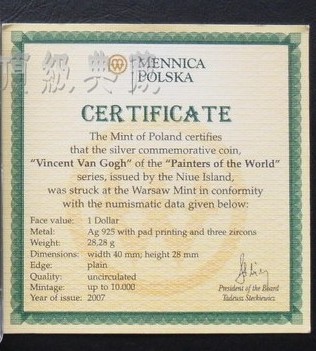 頂級典藏
MENNICA
POLSKA
CERTIFICATE
The Mint of Poland certifies
that the silver commemorative coin,
"Vincent Van Gogh" of the "Painters of the World"
series, issued by the Niue Island,
was struck at the Warsaw Mint in conformity
with the numismatic data given below:
Face value: 1 Dollar
Metal: Ag 925 with pad printing and three zircons
Weight: 28,28 g
Dimensions: width 40 mm; height 28 mm
Edge: plain
Quality: uncirculated
Mintage: up to 10.000
Year of issue: 2007
President of the Board
Tadeusz Steckiewicz